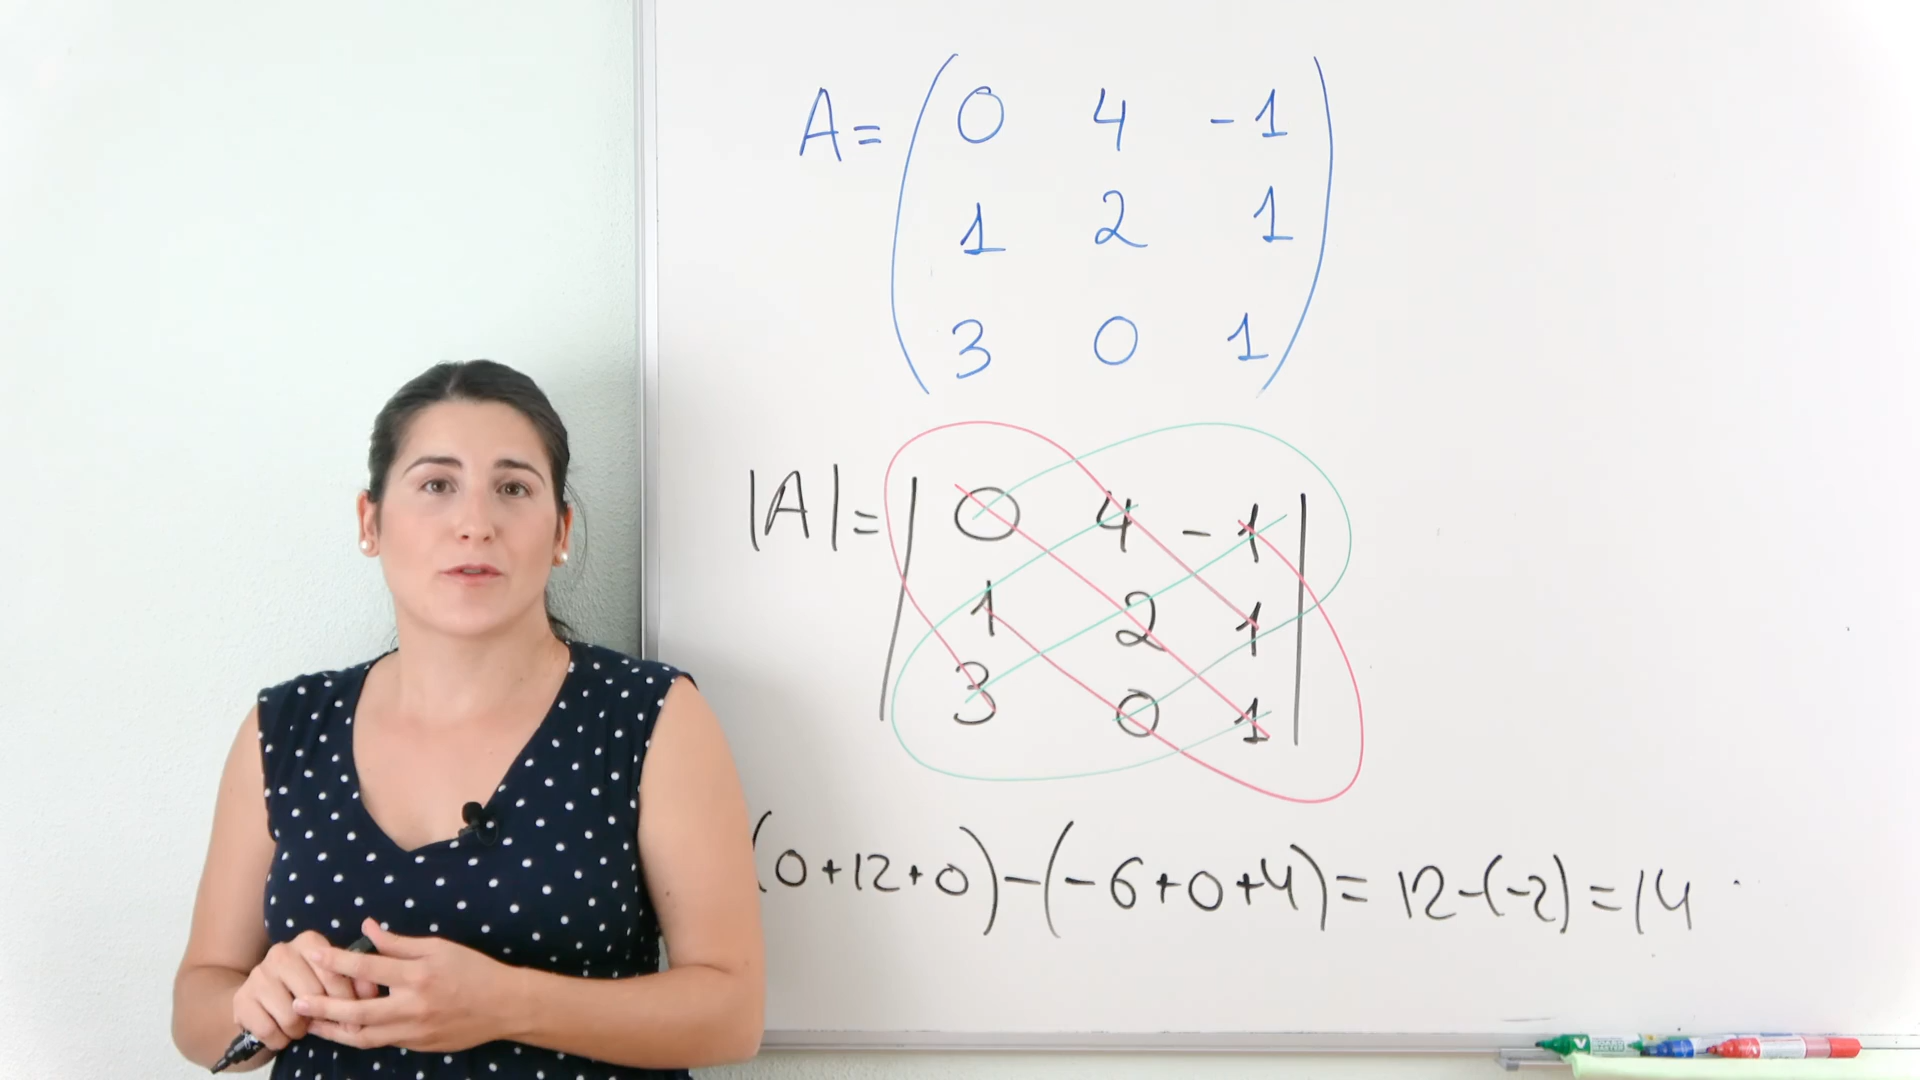 A = ( 0 4 -1
1 2 1
3 0 1 )
|A| = | 0 4 -1
1 2 1
3 0 1 |
(0+12+0)-(-6+0+4)= 12-(-2)=14